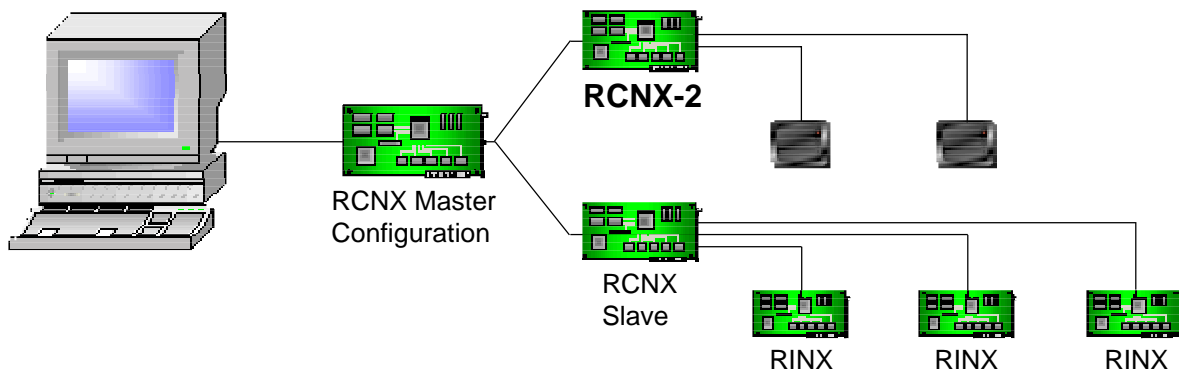 RCNX-2
RCNX Master
Configuration
RCNX
Slave
RINX
RINX
RINX